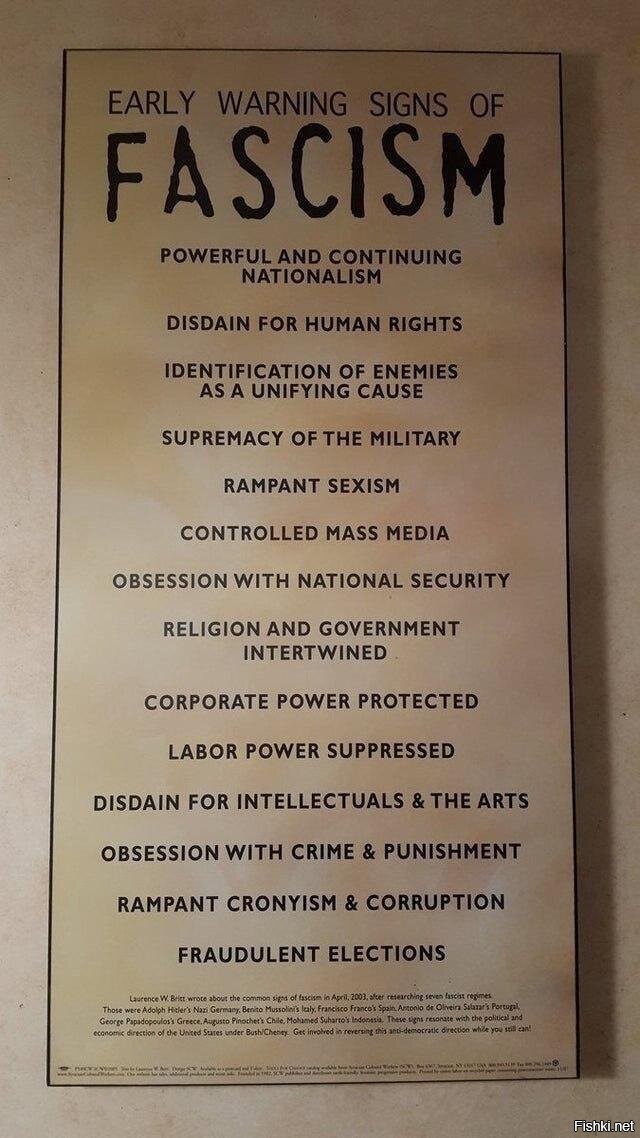 EARLY WARNING SIGNS OF
FASCISM
POWERFUL AND CONTINUING
NATIONALISM
DISDAIN FOR HUMAN RIGHTS
IDENTIFICATION OF ENEMIES
AS A UNIFYING CAUSE
SUPREMACY OF THE MILITARY
RAMPANT SEXISM
CONTROLLED MASS MEDIA
OBSESSION WITH NATIONAL SECURITY
RELIGION AND GOVERNMENT
INTERTWINED
CORPORATE POWER PROTECTED
LABOR POWER SUPPRESSED
DISDAIN FOR INTELLECTUALS & THE ARTS
OBSESSION WITH CRIME & PUNISHMENT
RAMPANT CRONYISM & CORRUPTION
FRAUDULENT ELECTIONS
Laurence W. Britt wrote about the common signs of fascism in April, 2003, after researching seven fascist regimes.
Those were Adolph Hitler's Nazi Germany, Benito Mussolini's Italy, Francisco Franco's Spain, Antonio de Oliveira Salazar's Portugal,
George Papadopoulos's Greece, Augusto Pinochet's Chile, Mohamed Suharto's Indonesia. These signs resonate with the political and
economic direction of the United States under Bush/Cheney. Get involved in reversing this anti-democratic direction while you still can!
Fishki.net